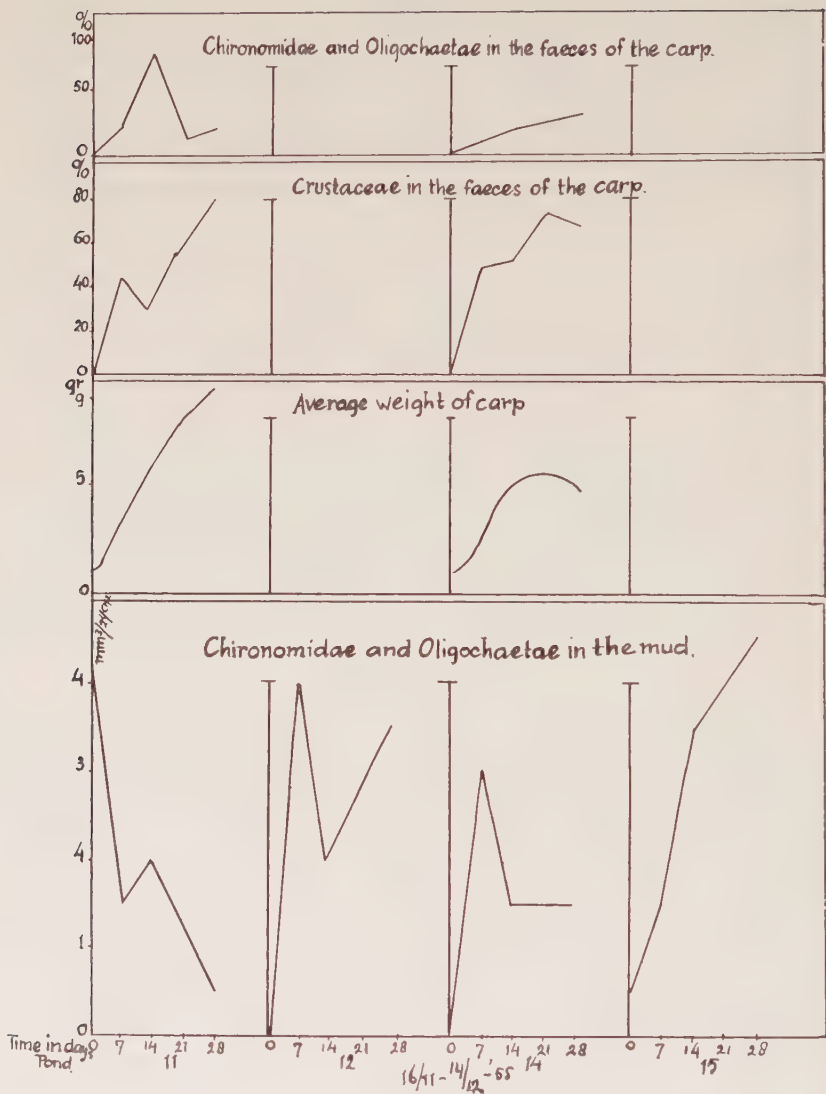 %
100
50
0
Chironomidae and Oligochaetae in the faeces of the carp.
%
80
60
40
20
0
Crustaceae in the faeces of the carp.
gr
9
5
0
Average weight of carp
Chironomidae and Oligochaetae in the mud.
4
3
4
1
0
Time in days 0 7 14 21 28 0 7 14 21 28 0 7 14 21 28 0 7 14 21 28
Pond 11 12 14 15
16/11-14/12-'55